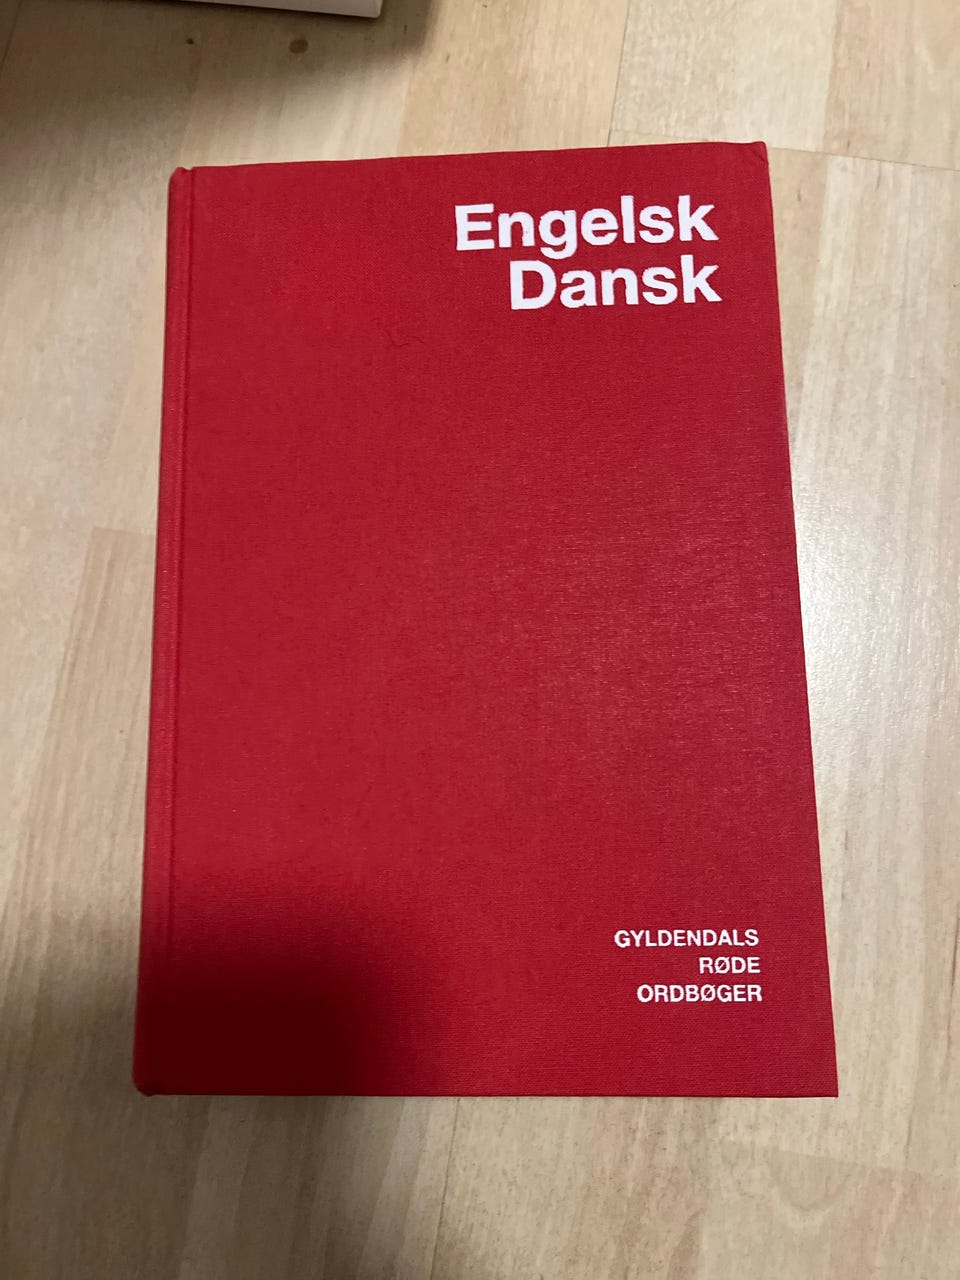 Engelsk
Dansk
GYLDENDALS
RØDE
ORDBØGER